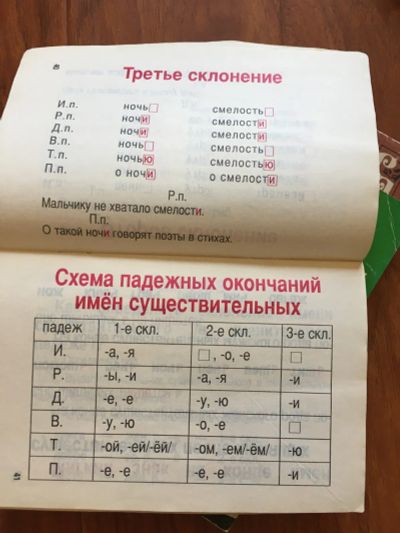 Третье склонение
И.п. ночь□ смелость□
Р.п. ночи смелости
Д.п. ночи смелости
В.п. ночь□ смелость□
Т.п. ночью смелостью
П.п. о ночи о смелости
Р.п.
Мальчику не хватало смелости.
П.п.
О такой ночи говорят поэты в стихах.
Схема падежных окончаний
имён существительных
падеж 1-е скл. 2-е скл. 3-е скл.
И. -а, -я □, -о, -е □
Р. -ы, -и -а, -я -и
Д. -е, -е -у, -ю -и
В. -у, -ю -о, -е □
Т. -ой, -ей/-ёй/ -ом, -ем/-ём/ -ю
П. -е, -е -е, -е -и